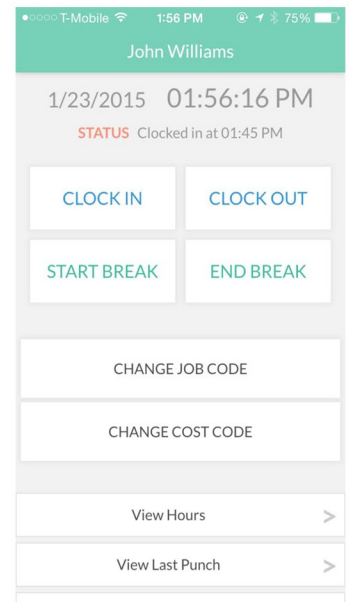 T-Mobile 1:56 PM 75%
John Williams
1/23/2015 01:56:16 PM
STATUS Clocked in at 01:45 PM
CLOCK IN CLOCK OUT
START BREAK END BREAK
CHANGE JOB CODE
CHANGE COST CODE
View Hours >
View Last Punch >